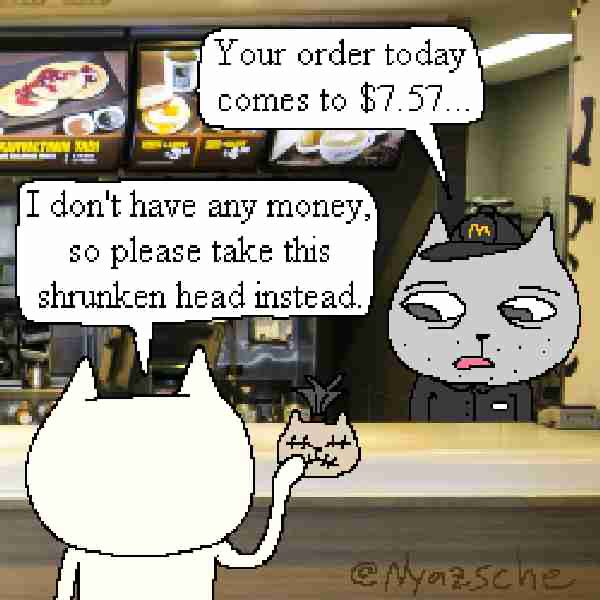 Your order today
comes to $7.57...
I don't have any money,
so please take this
shrunken head instead.
@Nyazsche